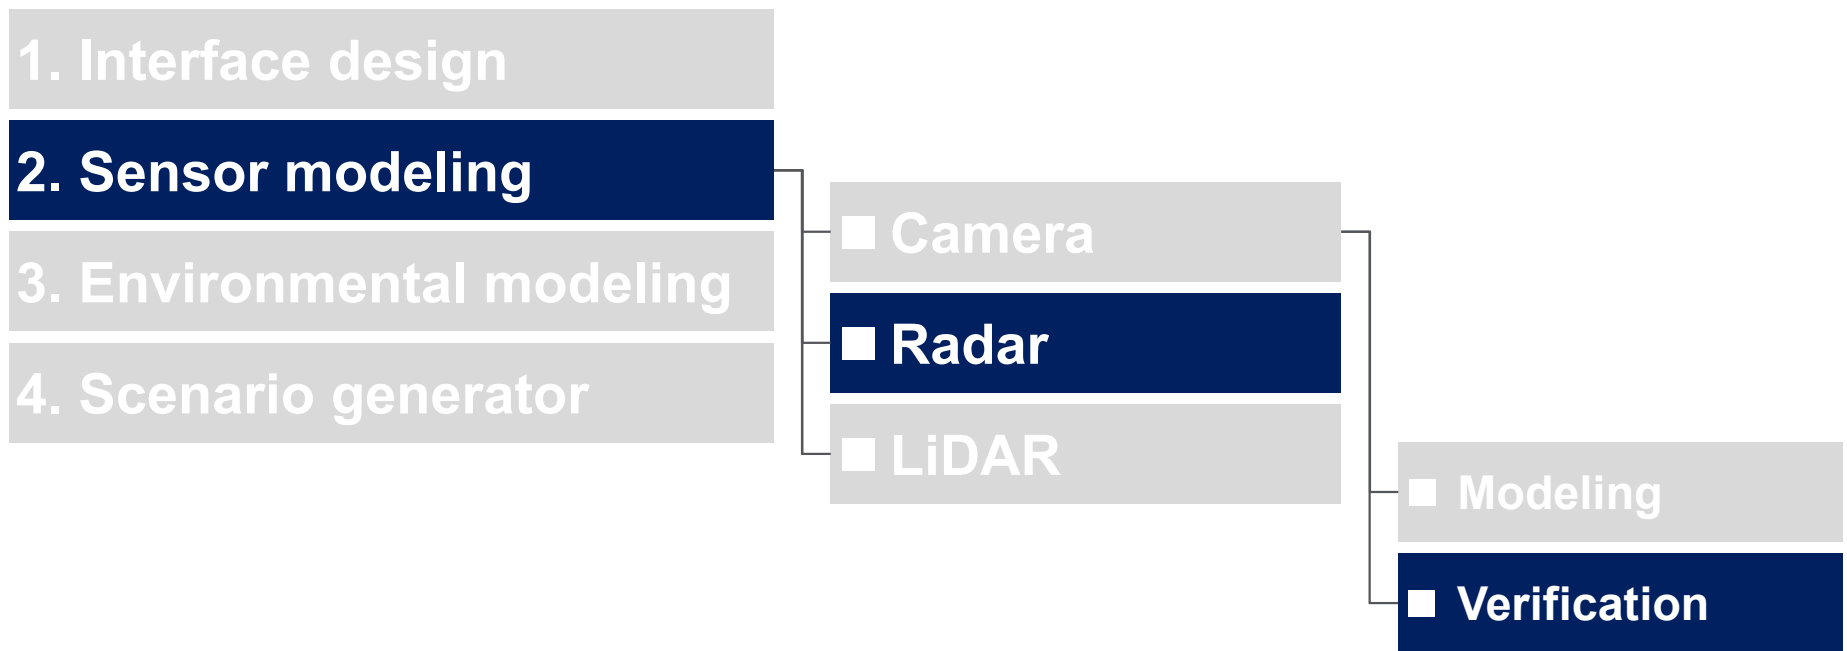 1. Interface design
2. Sensor modeling
3. Environmental modeling
4. Scenario generator
Camera
Radar
LiDAR
Modeling
Verification